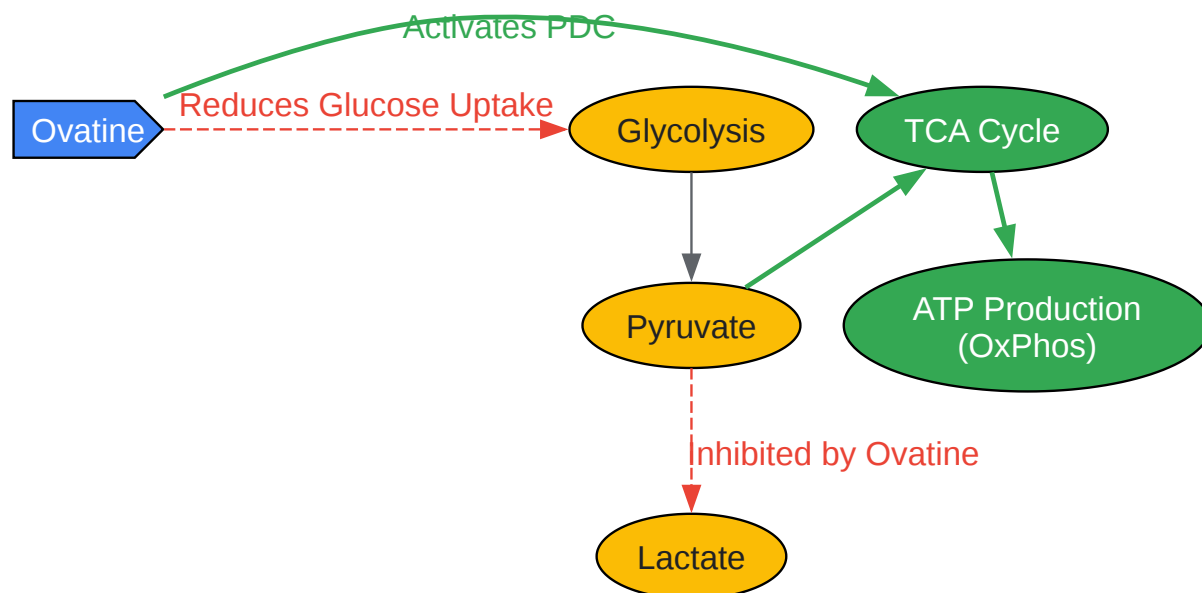 Activates PDC
Reduces Glucose Uptake
Ovatine
Glycolysis
TCA Cycle
ATP Production
(OxPhos)
Pyruvate
Inhibited by Ovatine
Lactate